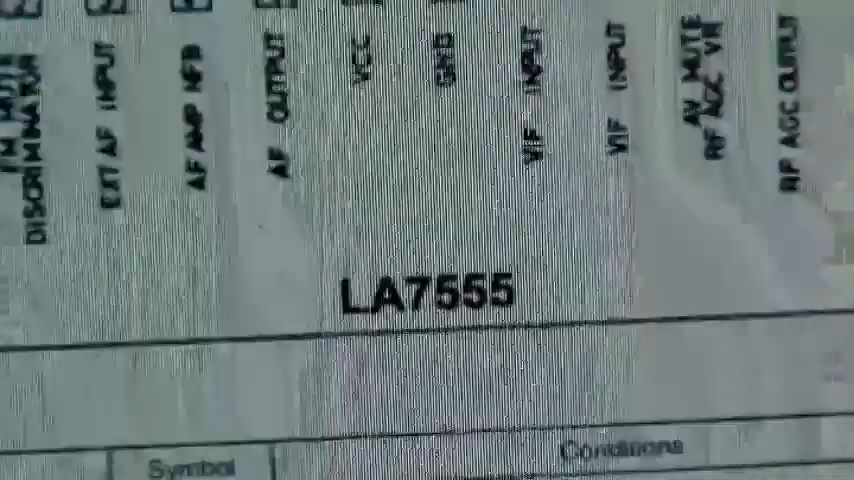 FM MUTE
DISCRIMINATOR
EXT AF INPUT
AF AMP NFB
AF OUTPUT
VCC
GND
VIF INPUT
VIF INPUT
AV MUTE
RF AGC VR
RF AGC OUTPUT
LA7555
Symbol
Conditions